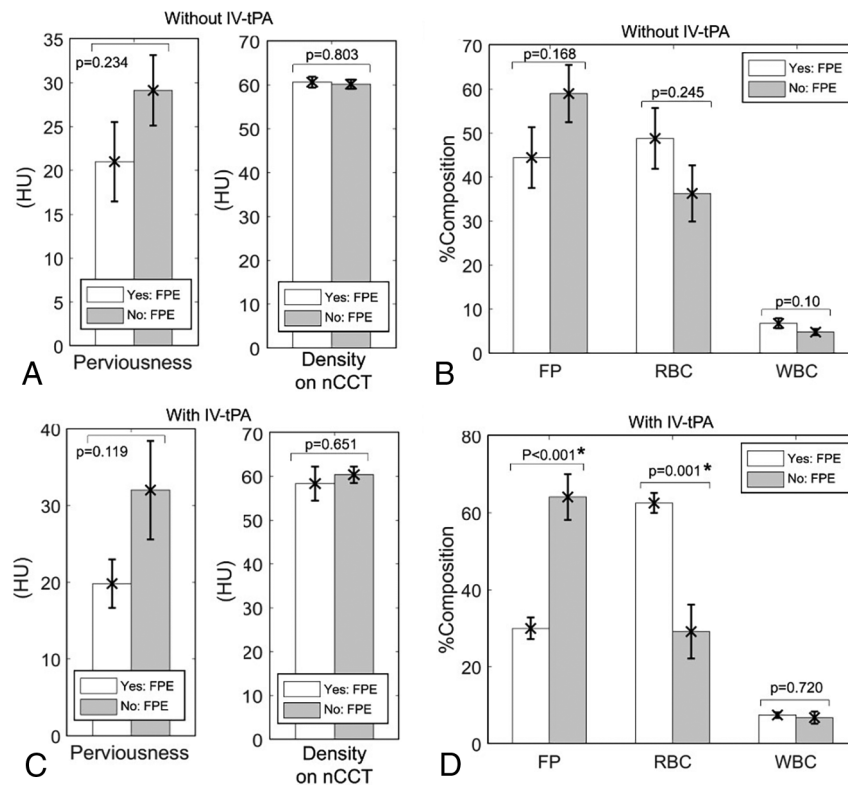 Without IV-tPA
p=0.234
35
30
25
20
15
10
5
0
(HU)
Yes: FPE
No: FPE
Perviousness
p=0.803
70
60
50
40
30
20
10
0
(HU)
Yes: FPE
No: FPE
Density
on nCCT
A
Without IV-tPA
p=0.168
p=0.245
p=0.10
Yes: FPE
No: FPE
70
60
50
40
30
20
10
0
%Composition
FP
RBC
WBC
B
With IV-tPA
p=0.119
40
30
20
10
0
(HU)
Yes: FPE
No: FPE
Perviousness
p=0.651
70
60
50
40
30
20
10
0
(HU)
Yes: FPE
No: FPE
Density
on nCCT
C
With IV-tPA
P<0.001*
p=0.001*
p=0.720
Yes: FPE
No: FPE
80
60
40
20
0
%Composition
FP
RBC
WBC
D